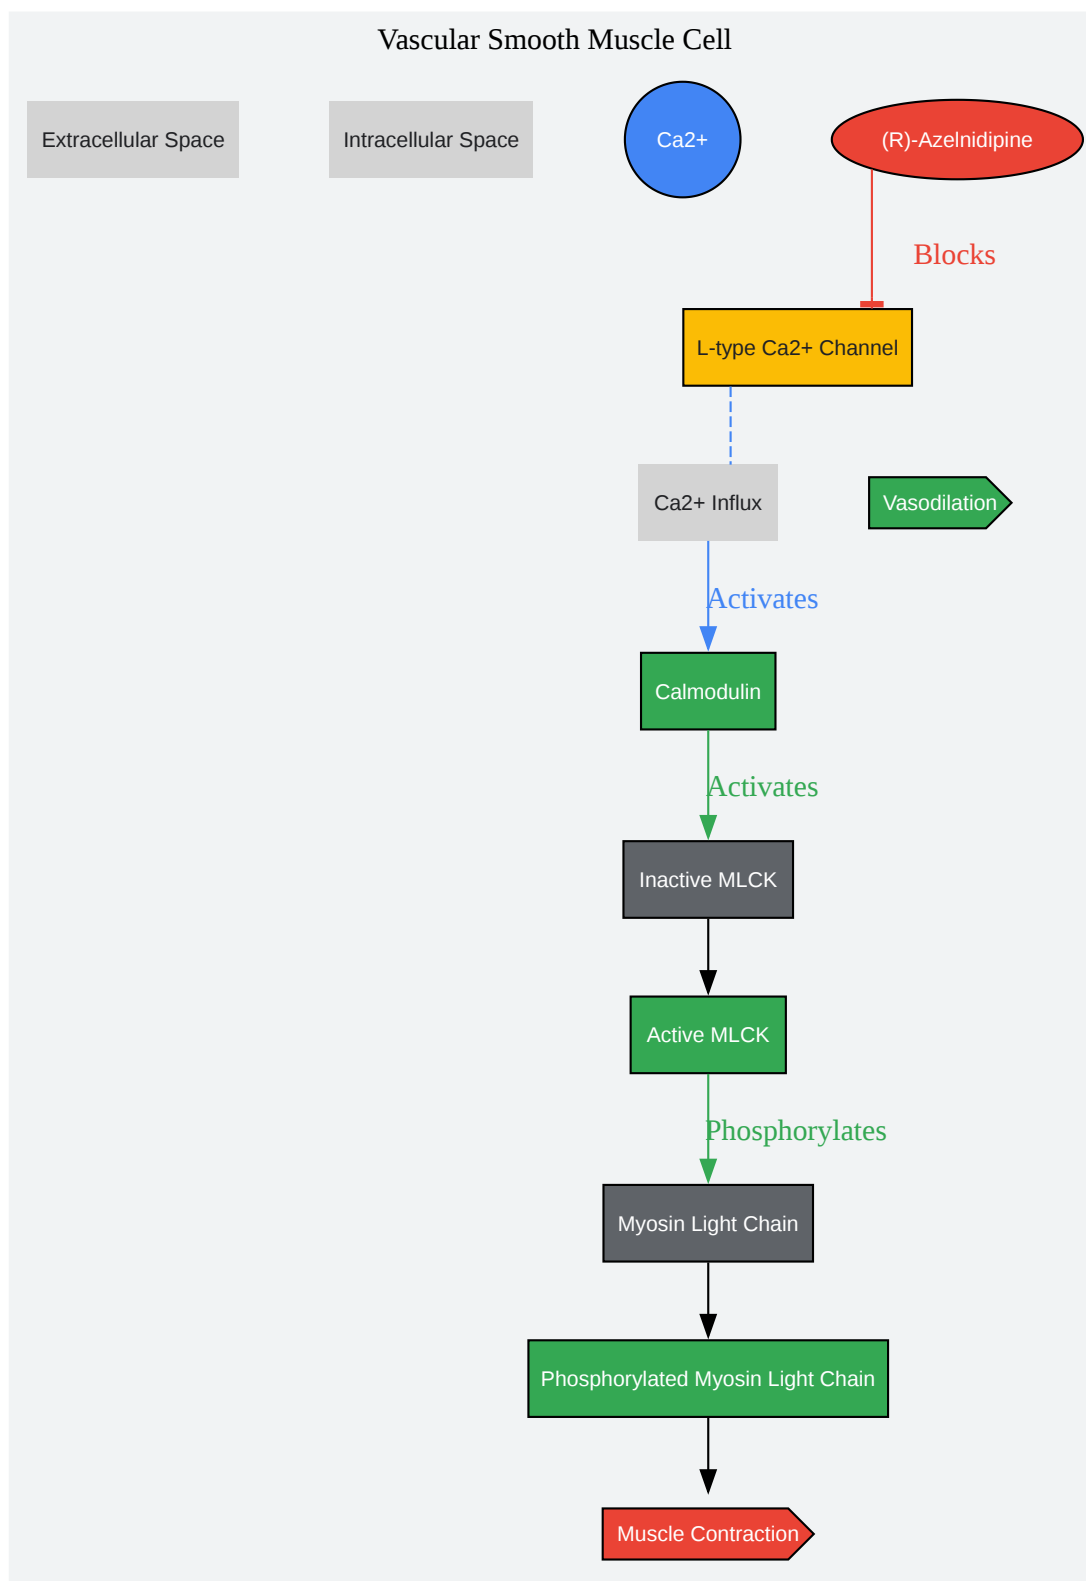 Vascular Smooth Muscle Cell
Extracellular Space
Intracellular Space
Ca2+
(R)-Azelnidipine
Blocks
L-type Ca2+ Channel
Ca2+ Influx
Vasodilation
Activates
Calmodulin
Activates
Inactive MLCK
Active MLCK
Phosphorylates
Myosin Light Chain
Phosphorylated Myosin Light Chain
Muscle Contraction